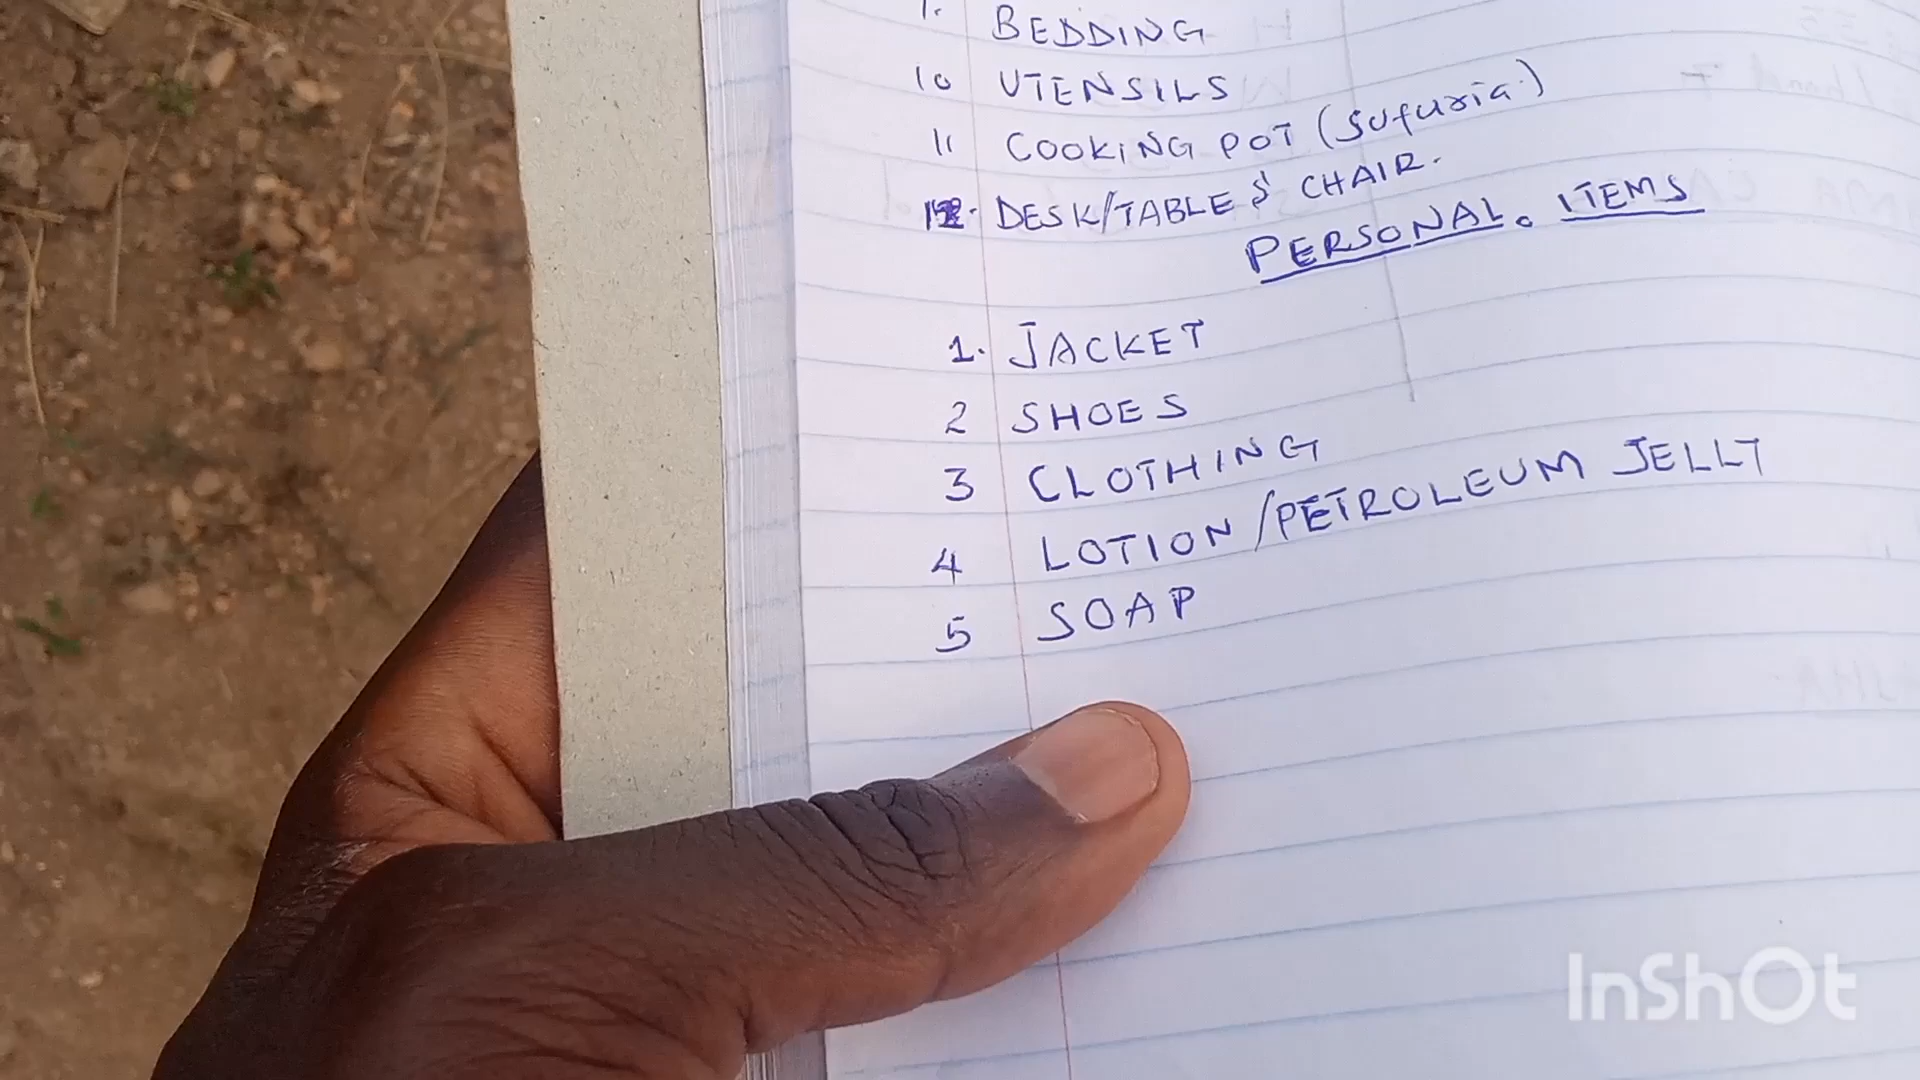 BEDDING
10 UTENSILS
11 COOKING POT (Sufuria.)
12. DESK/TABLE & CHAIR.
PERSONAL. ITEMS
1. JACKET
2 SHOES
3 CLOTHING
4 LOTION/PETROLEUM JELLY
5 SOAP
InShOt